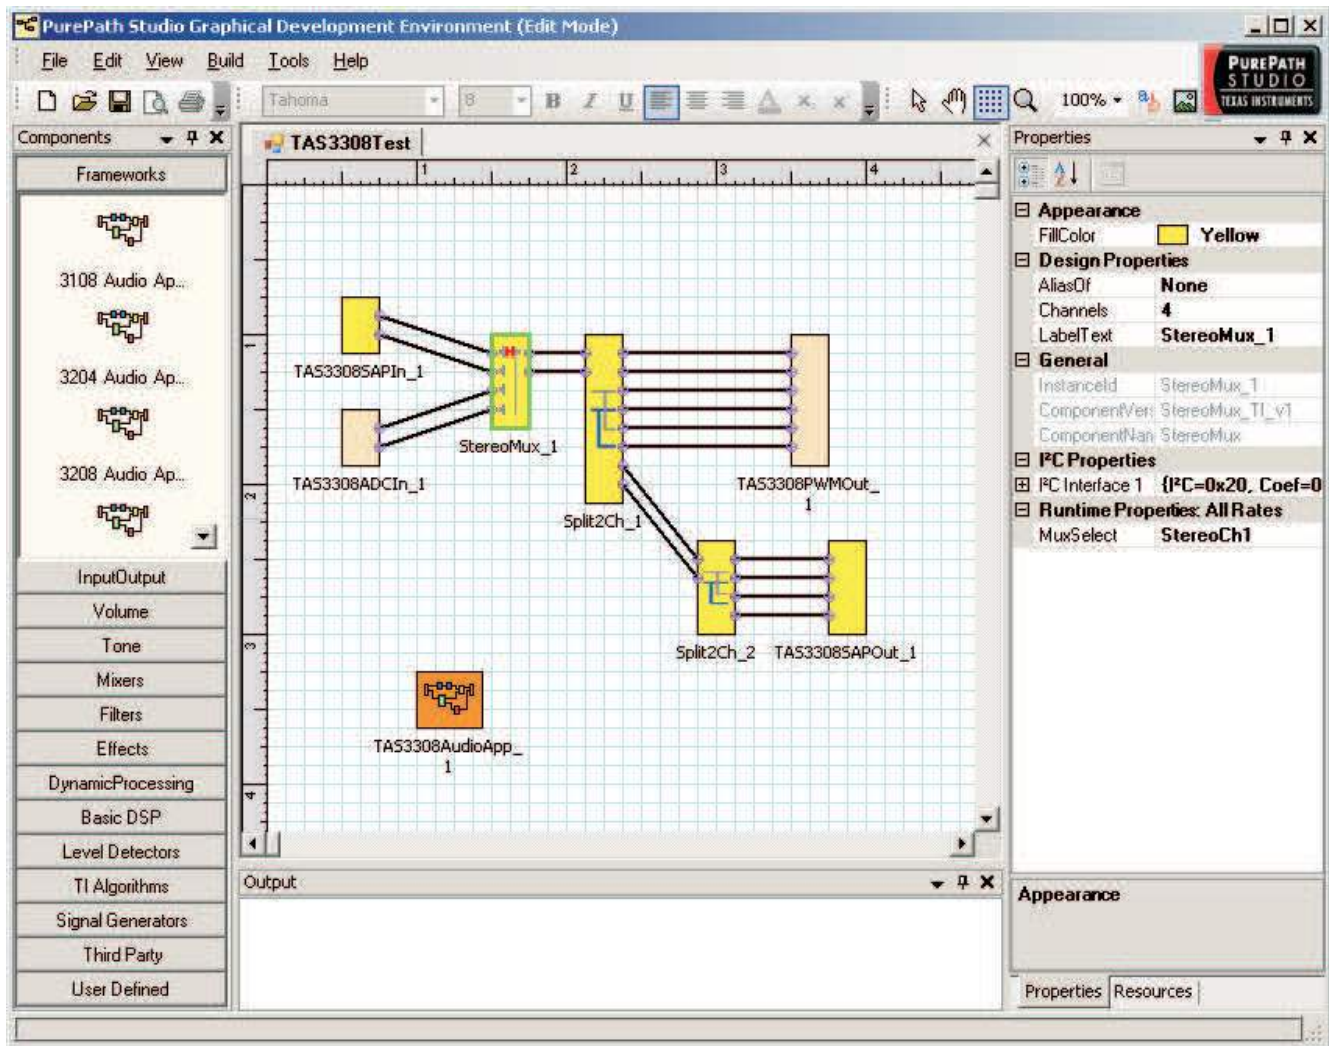 PurePath Studio Graphical Development Environment (Edit Mode)
File Edit View Build Tools Help
PUREPATH
STUDIO
TEXAS INSTRUMENTS
Tahoma 8 B I U A 100%
Components
TAS3308Test
Properties
Frameworks
3108 Audio Ap...
3204 Audio Ap...
3208 Audio Ap...
InputOutput
Volume
Tone
Mixers
Filters
Effects
DynamicProcessing
Basic DSP
Level Detectors
TI Algorithms
Signal Generators
Third Party
User Defined
1 2 3 4
1
2
3
4
TAS3308SAPIn_1
StereoMux_1
TAS3308ADCIn_1
Split2Ch_1
TAS3308PWMOut_
1
Split2Ch_2
TAS3308SAPOut_1
TAS3308AudioApp_
1
Output
Appearance
FillColor Yellow
Design Properties
AliasOf None
Channels 4
LabelText StereoMux_1
General
InstanceId StereoMux_1
ComponentVer: StereoMux_TI_v1
ComponentNan StereoMux
I²C Properties
I²C Interface 1 {I²C=0x20, Coef=0
Runtime Properties: All Rates
MuxSelect StereoCh1
Appearance
Properties Resources